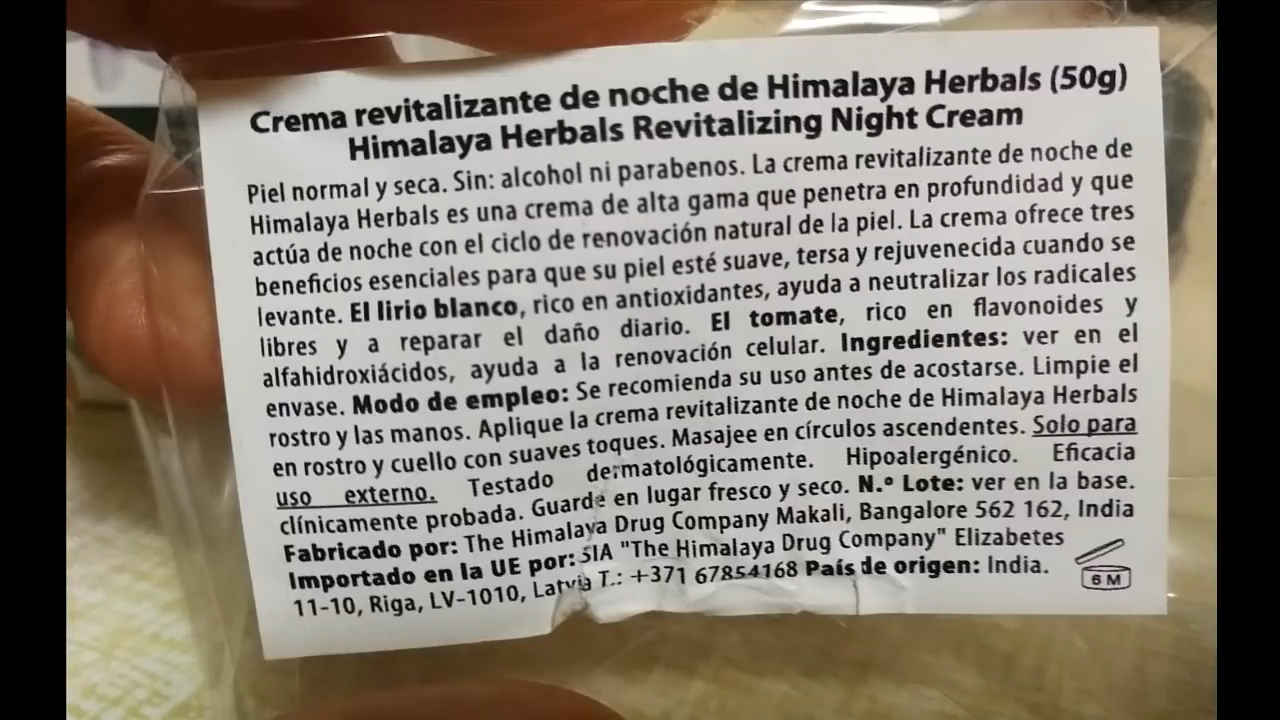 Crema revitalizante de noche de Himalaya Herbals (50g)
Himalaya Herbals Revitalizing Night Cream
Piel normal y seca. Sin: alcohol ni parabenos. La crema revitalizante de noche de
Himalaya Herbals es una crema de alta gama que penetra en profundidad y que
actúa de noche con el ciclo de renovación natural de la piel. La crema ofrece tres
beneficios esenciales para que su piel esté suave, tersa y rejuvenecida cuando se
levante. El lirio blanco, rico en antioxidantes, ayuda a neutralizar los radicales
libres y a reparar el daño diario. El tomate, rico en flavonoides y
alfahidroxiácidos, ayuda a la renovación celular. Ingredientes: ver en el
envase. Modo de empleo: Se recomienda su uso antes de acostarse. Limpie el
rostro y las manos. Aplique la crema revitalizante de noche de Himalaya Herbals
en rostro y cuello con suaves toques. Masajee en círculos ascendentes. Solo para
uso externo. Testado dermatológicamente. Hipoalergénico. Eficacia
clínicamente probada. Guarde en lugar fresco y seco. N.º Lote: ver en la base.
Fabricado por: The Himalaya Drug Company Makali, Bangalore 562 162, India
Importado en la UE por: SIA "The Himalaya Drug Company" Elizabetes
11-10, Riga, LV-1010, Latvia T.: +371 67854168 País de origen: India.
6 M